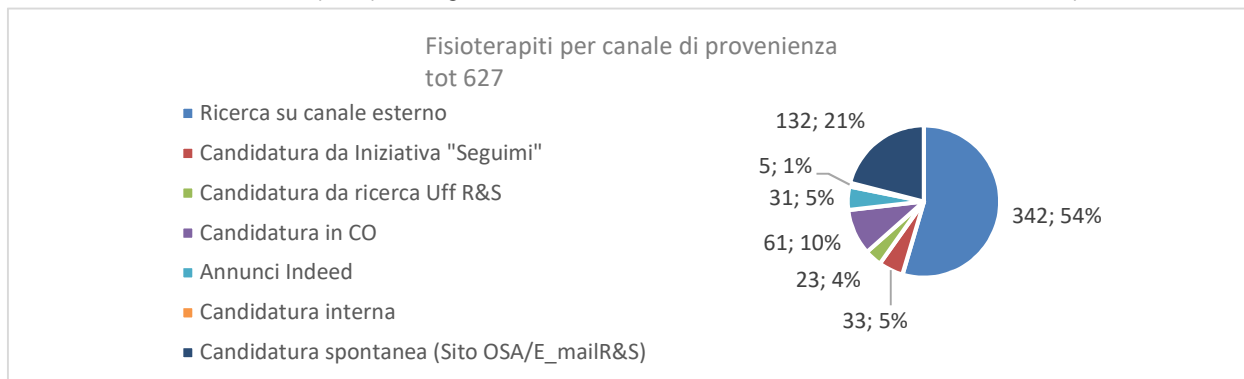 Fisioterapiti per canale di provenienza
tot 627
Ricerca su canale esterno
Candidatura da Iniziativa "Seguimi"
Candidatura da ricerca Uff R&S
Candidatura in CO
Annunci Indeed
Candidatura interna
Candidatura spontanea (Sito OSA/E_mailR&S)
132; 21%
5; 1%
31; 5%
342; 54%
61; 10%
23; 4%
33; 5%